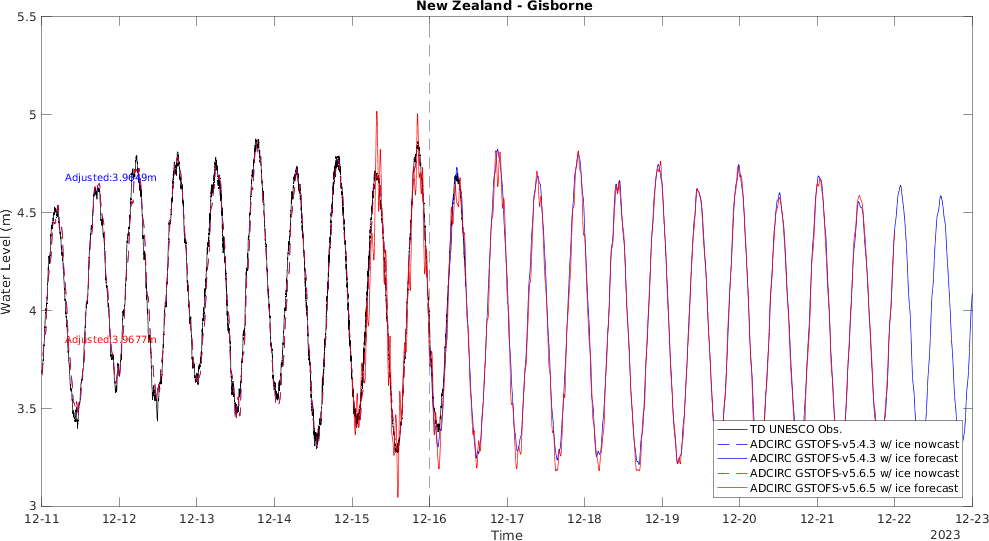 New Zealand - Gisborne
5.5
5
4.5
4
3.5
3
Water Level (m)
Adjusted:3.9649m
Adjusted:3.9677m
TD UNESCO Obs.
ADCIRC GSTOFS-v5.4.3 w/ ice nowcast
ADCIRC GSTOFS-v5.4.3 w/ ice forecast
ADCIRC GSTOFS-v5.6.5 w/ ice nowcast
ADCIRC GSTOFS-v5.6.5 w/ ice forecast
12-11 12-12 12-13 12-14 12-15 12-16 12-17 12-18 12-19 12-20 12-21 12-22 12-23
Time
2023